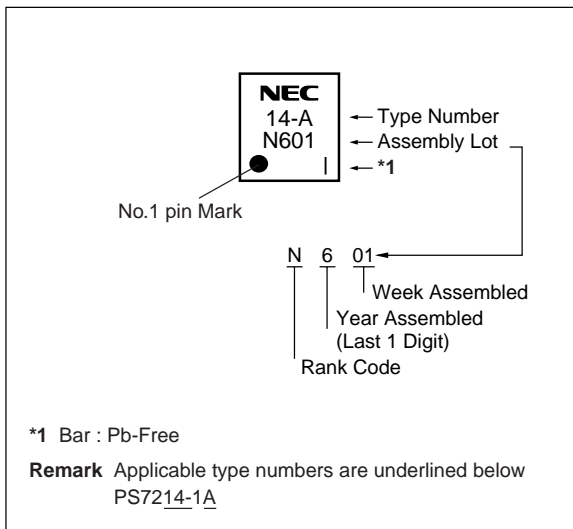 NEC
14-A
Type Number
N601
Assembly Lot
|
*1
No.1 pin Mark
N 6 01
Week Assembled
Year Assembled
(Last 1 Digit)
Rank Code
*1 Bar : Pb-Free
Remark Applicable type numbers are underlined below
PS7214-1A